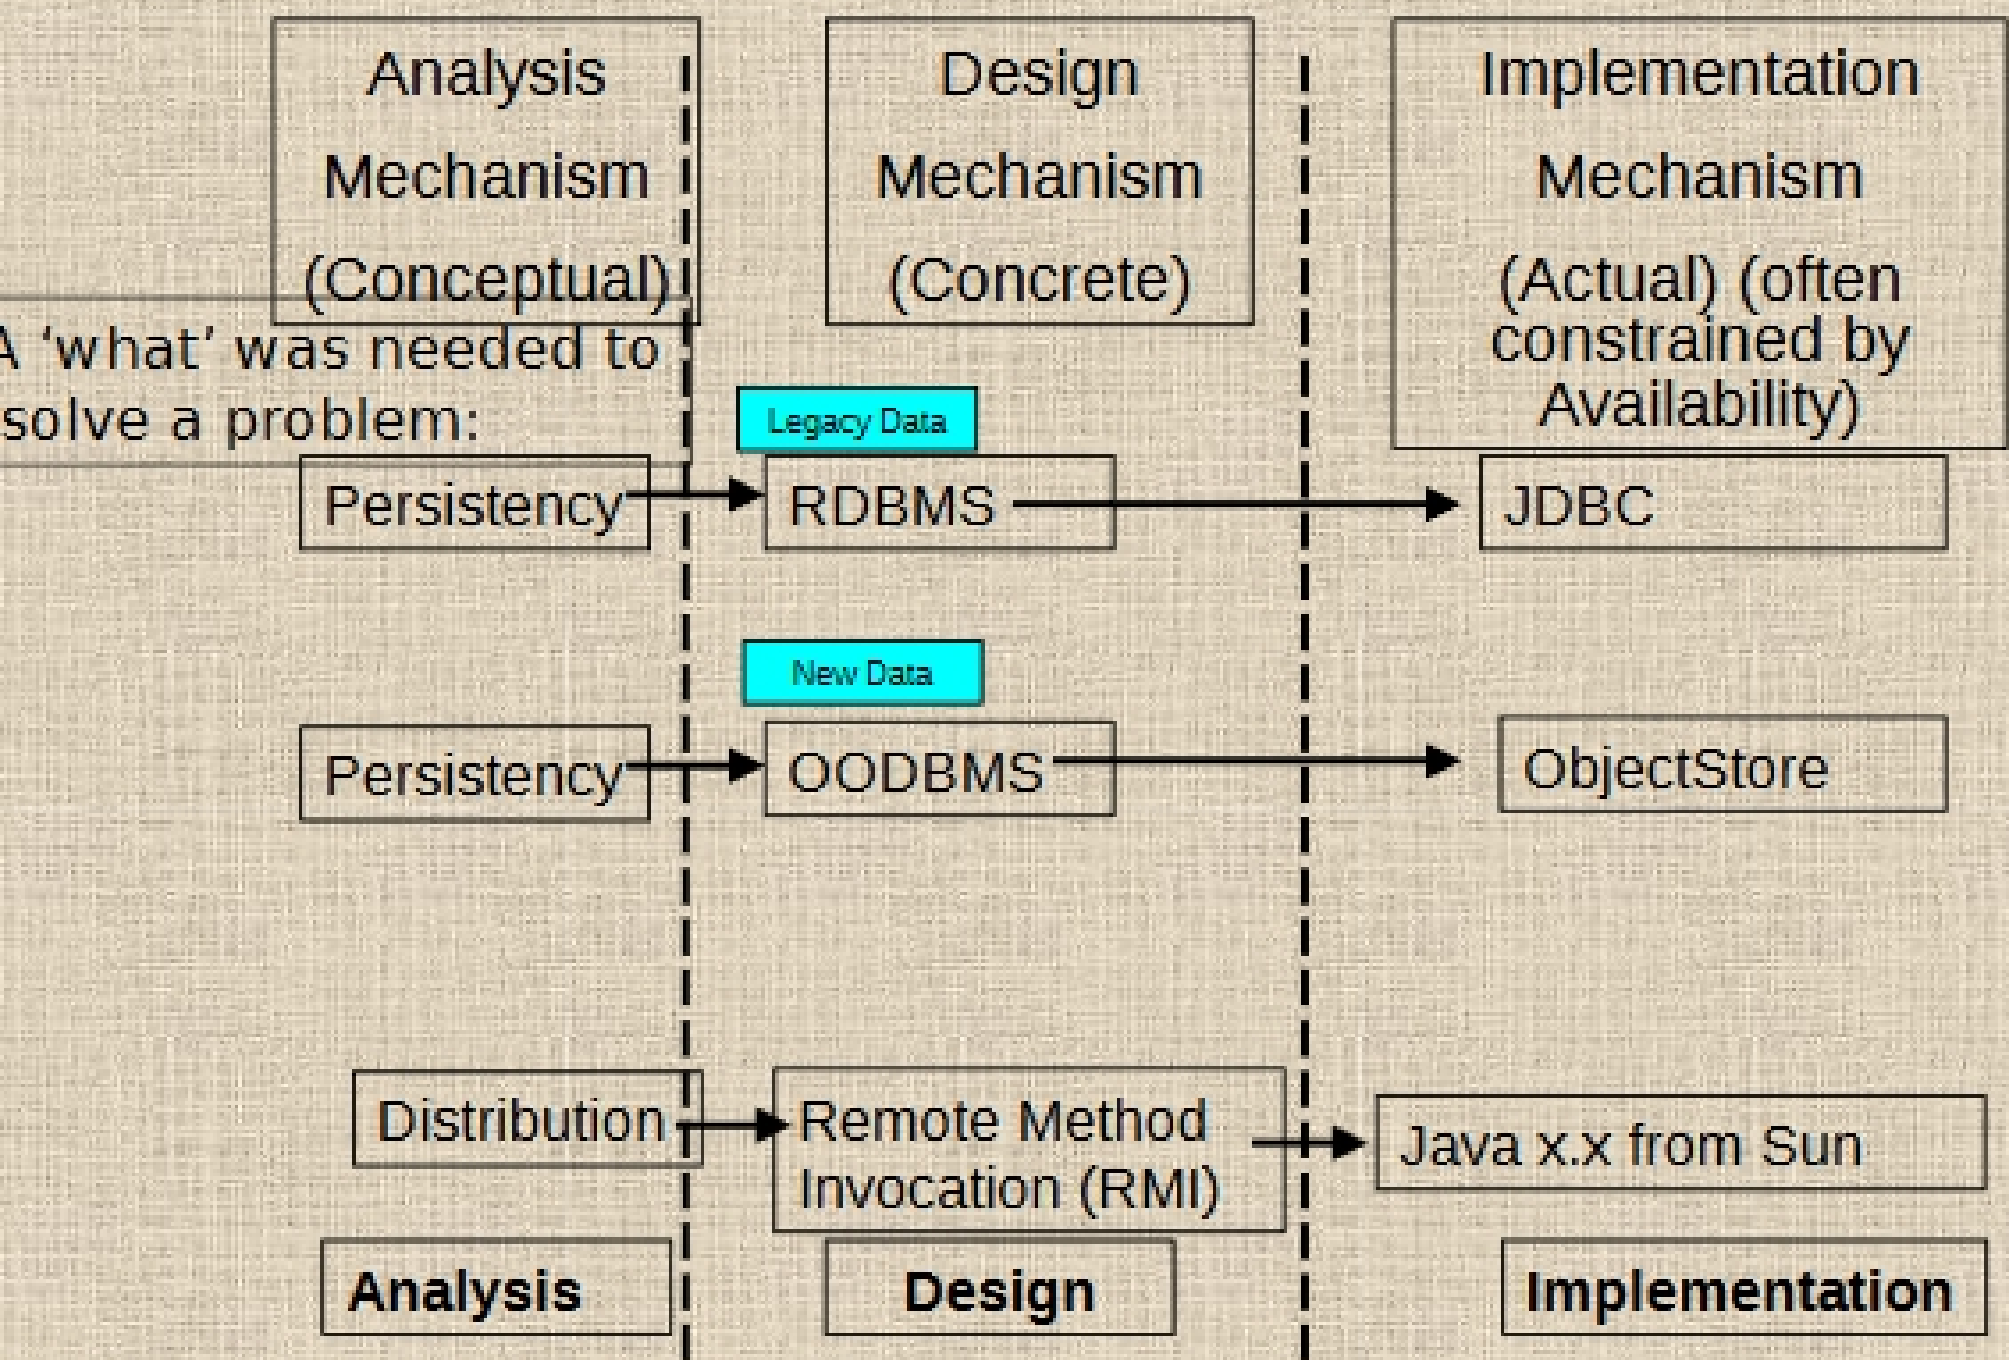 Analysis
Mechanism
(Conceptual)
Design
Mechanism
(Concrete)
Implementation
Mechanism
(Actual) (often
constrained by
Availability)
A ‘what’ was needed to
solve a problem:
Legacy Data
Persistency
RDBMS
JDBC
New Data
Persistency
OODBMS
ObjectStore
Distribution
Remote Method
Invocation (RMI)
Java x.x from Sun
Analysis
Design
Implementation